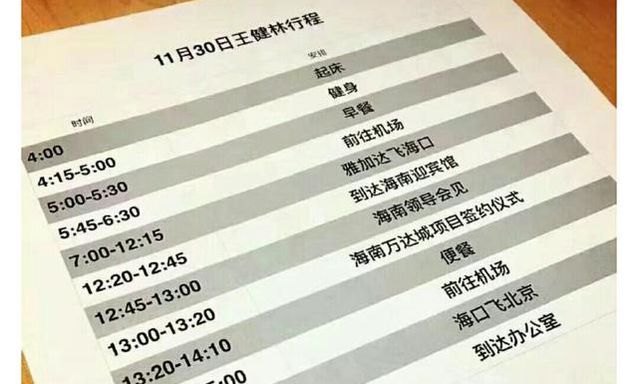 11月30日王健林行程
时间 安排
4:00 起床
4:15-5:00 健身
5:00-5:30 早餐
5:45-6:30 前往机场
7:00-12:15 雅加达飞海口
12:20-12:45 到达海南迎宾馆
12:45-13:00 海南领导会见
13:00-13:20 海南万达城项目签约仪式
13:20-14:10 便餐
前往机场
海口飞北京
到达办公室